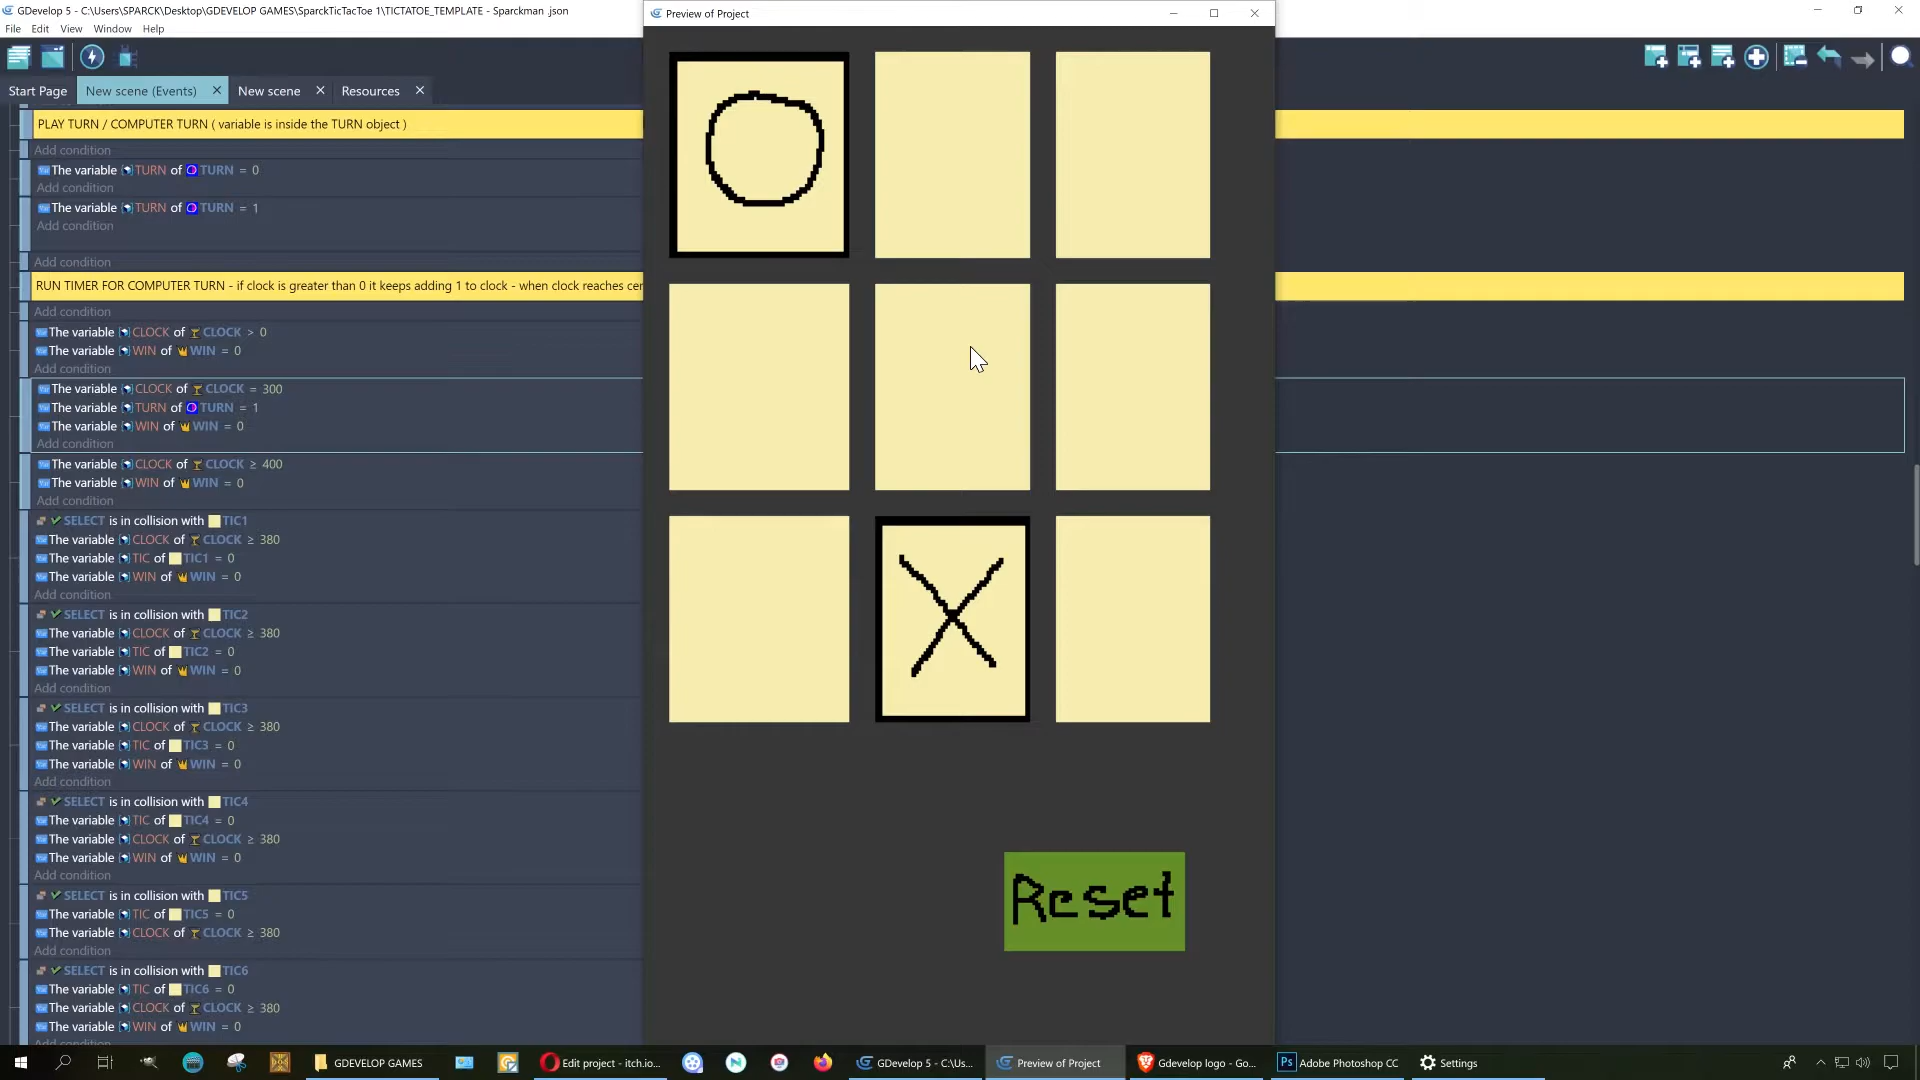 GDevelop 5 - C:\Users\SPARCK\Desktop\GDEVELOP GAMES\SparckTicTacToe 1\TICTATOE_TEMPLATE - Sparckman .json
Preview of Project
File Edit View Window Help
Start Page New scene (Events) New scene Resources
PLAY TURN / COMPUTER TURN ( variable is inside the TURN object )
Add condition
The variable TURN of TURN = 0
Add condition
The variable TURN of TURN = 1
Add condition
Add condition
RUN TIMER FOR COMPUTER TURN - if clock is greater than 0 it keeps adding 1 to clock - when clock reaches cer
Add condition
The variable CLOCK of CLOCK > 0
The variable WIN of WIN = 0
Add condition
The variable CLOCK of CLOCK = 300
The variable TURN of TURN = 1
The variable WIN of WIN = 0
Add condition
The variable CLOCK of CLOCK ≥ 400
The variable WIN of WIN = 0
Add condition
SELECT is in collision with TIC1
The variable CLOCK of CLOCK ≥ 380
The variable TIC of TIC1 = 0
The variable WIN of WIN = 0
Add condition
SELECT is in collision with TIC2
The variable CLOCK of CLOCK ≥ 380
The variable TIC of TIC2 = 0
The variable WIN of WIN = 0
Add condition
SELECT is in collision with TIC3
The variable CLOCK of CLOCK ≥ 380
The variable TIC of TIC3 = 0
The variable WIN of WIN = 0
Add condition
SELECT is in collision with TIC4
The variable TIC of TIC4 = 0
The variable CLOCK of CLOCK ≥ 380
The variable WIN of WIN = 0
Add condition
SELECT is in collision with TIC5
The variable TIC of TIC5 = 0
The variable CLOCK of CLOCK ≥ 380
Add condition
SELECT is in collision with TIC6
The variable TIC of TIC6 = 0
The variable CLOCK of CLOCK ≥ 380
The variable WIN of WIN = 0
O
X
Reset
GDEVELOP GAMES Edit project - itch.io... GDevelop 5 - C:\Us... Preview of Project Gdevelop logo - Go... Adobe Photoshop CC Settings